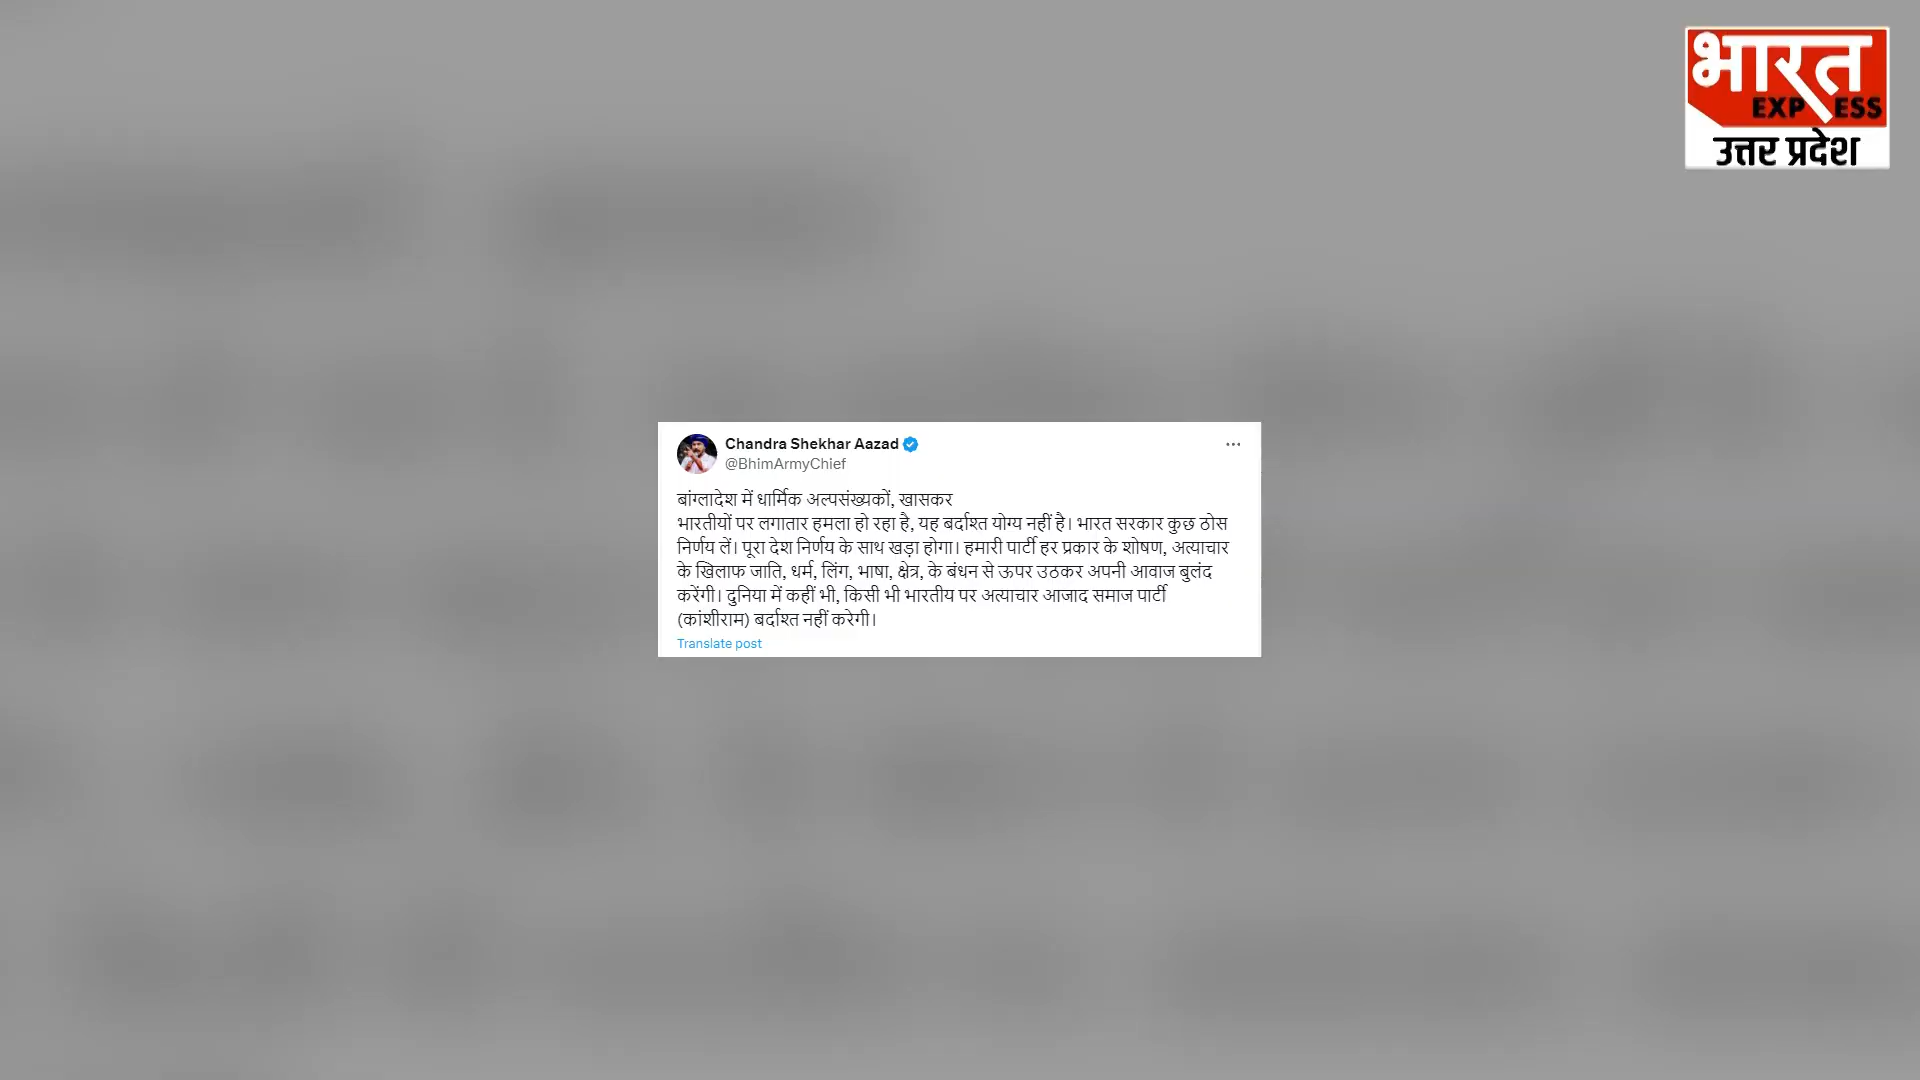 भारत
EXPRESS
उत्तर प्रदेश
Chandra Shekhar Aazad
@BhimArmyChief
बांग्लादेश में धार्मिक अल्पसंख्यकों, खासकर
भारतीयों पर लगातार हमला हो रहा है, यह बर्दाश्त योग्य नहीं है। भारत सरकार कुछ ठोस
निर्णय लें। पूरा देश निर्णय के साथ खड़ा होगा। हमारी पार्टी हर प्रकार के शोषण, अत्याचार
के खिलाफ जाति, धर्म, लिंग, भाषा, क्षेत्र, के बंधन से ऊपर उठकर अपनी आवाज बुलंद
करेंगी। दुनिया में कहीं भी, किसी भी भारतीय पर अत्याचार आजाद समाज पार्टी
(कांशीराम) बर्दाश्त नहीं करेगी।
Translate post